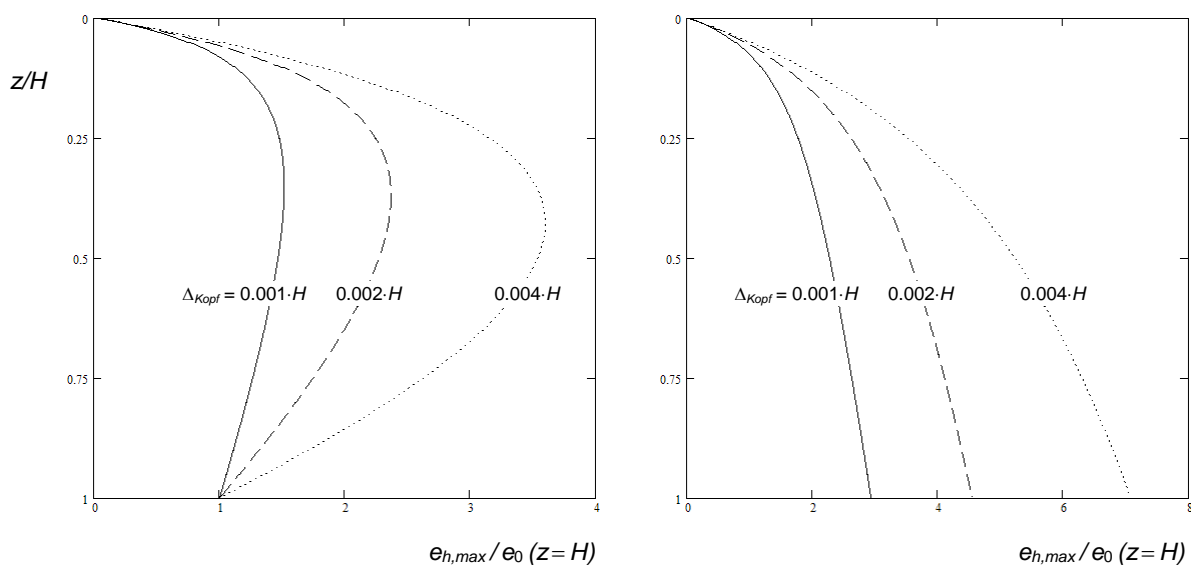 0
z/H
0.25
0.5
0.75
1
Δ_Kopf = 0.001·H 0.002·H 0.004·H
0 1 2 3 4
e_h,max / e_0 (z = H)
0
0.25
0.5
0.75
1
Δ_Kopf = 0.001·H 0.002·H 0.004·H
0 2 4 6 8
e_h,max / e_0 (z = H)